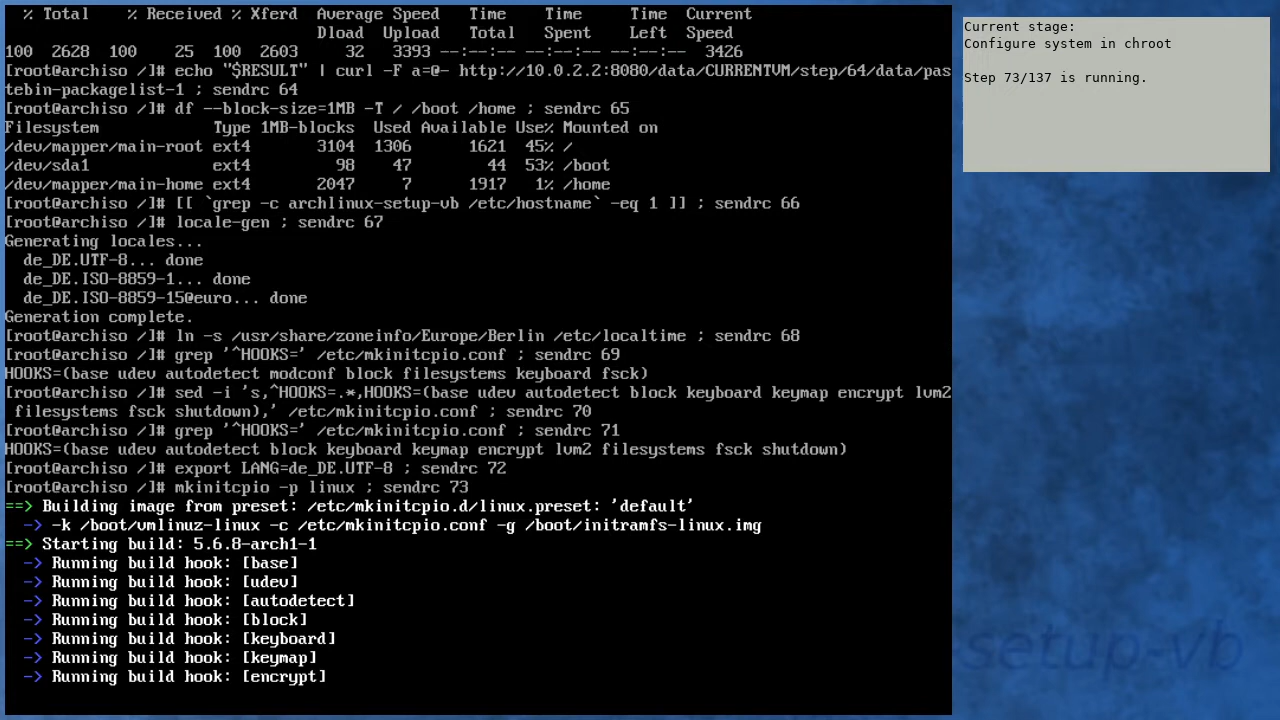 % Total    % Received % Xferd  Average Speed   Time    Time     Time  Current
                                 Dload  Upload   Total   Spent    Left  Speed
100  2628  100    25  100  2603     32   3393 --:--:-- --:--:-- --:--:--  3426
[root@archiso /]# echo "$RESULT" | curl -F a=@- http://10.0.2.2:8080/data/CURRENTVM/step/64/data/pas
tebin-packagelist-1 ; sendrc 64
[root@archiso /]# df --block-size=1MB -T / /boot /home ; sendrc 65
Filesystem            Type 1MB-blocks  Used Available Use% Mounted on
/dev/mapper/main-root ext4       3104  1306      1621  45% /
/dev/sda1             ext4         98    47        44  53% /boot
/dev/mapper/main-home ext4       2047     7      1917   1% /home
[root@archiso /]# [[ `grep -c archlinux-setup-vb /etc/hostname` -eq 1 ]] ; sendrc 66
[root@archiso /]# locale-gen ; sendrc 67
Generating locales...
  de_DE.UTF-8... done
  de_DE.ISO-8859-1... done
  de_DE.ISO-8859-15@euro... done
Generation complete.
[root@archiso /]# ln -s /usr/share/zoneinfo/Europe/Berlin /etc/localtime ; sendrc 68
[root@archiso /]# grep '^HOOKS=' /etc/mkinitcpio.conf ; sendrc 69
HOOKS=(base udev autodetect modconf block filesystems keyboard fsck)
[root@archiso /]# sed -i 's,^HOOKS=.*,HOOKS=(base udev autodetect block keyboard keymap encrypt lvm2
 filesystems fsck shutdown),' /etc/mkinitcpio.conf ; sendrc 70
[root@archiso /]# grep '^HOOKS=' /etc/mkinitcpio.conf ; sendrc 71
HOOKS=(base udev autodetect block keyboard keymap encrypt lvm2 filesystems fsck shutdown)
[root@archiso /]# export LANG=de_DE.UTF-8 ; sendrc 72
[root@archiso /]# mkinitcpio -p linux ; sendrc 73
==> Building image from preset: /etc/mkinitcpio.d/linux.preset: 'default'
  -> -k /boot/vmlinuz-linux -c /etc/mkinitcpio.conf -g /boot/initramfs-linux.img
==> Starting build: 5.6.8-arch1-1
  -> Running build hook: [base]
  -> Running build hook: [udev]
  -> Running build hook: [autodetect]
  -> Running build hook: [block]
  -> Running build hook: [keyboard]
  -> Running build hook: [keymap]
  -> Running build hook: [encrypt]
Current stage:
Configure system in chroot
Step 73/137 is running.
-setup-vb